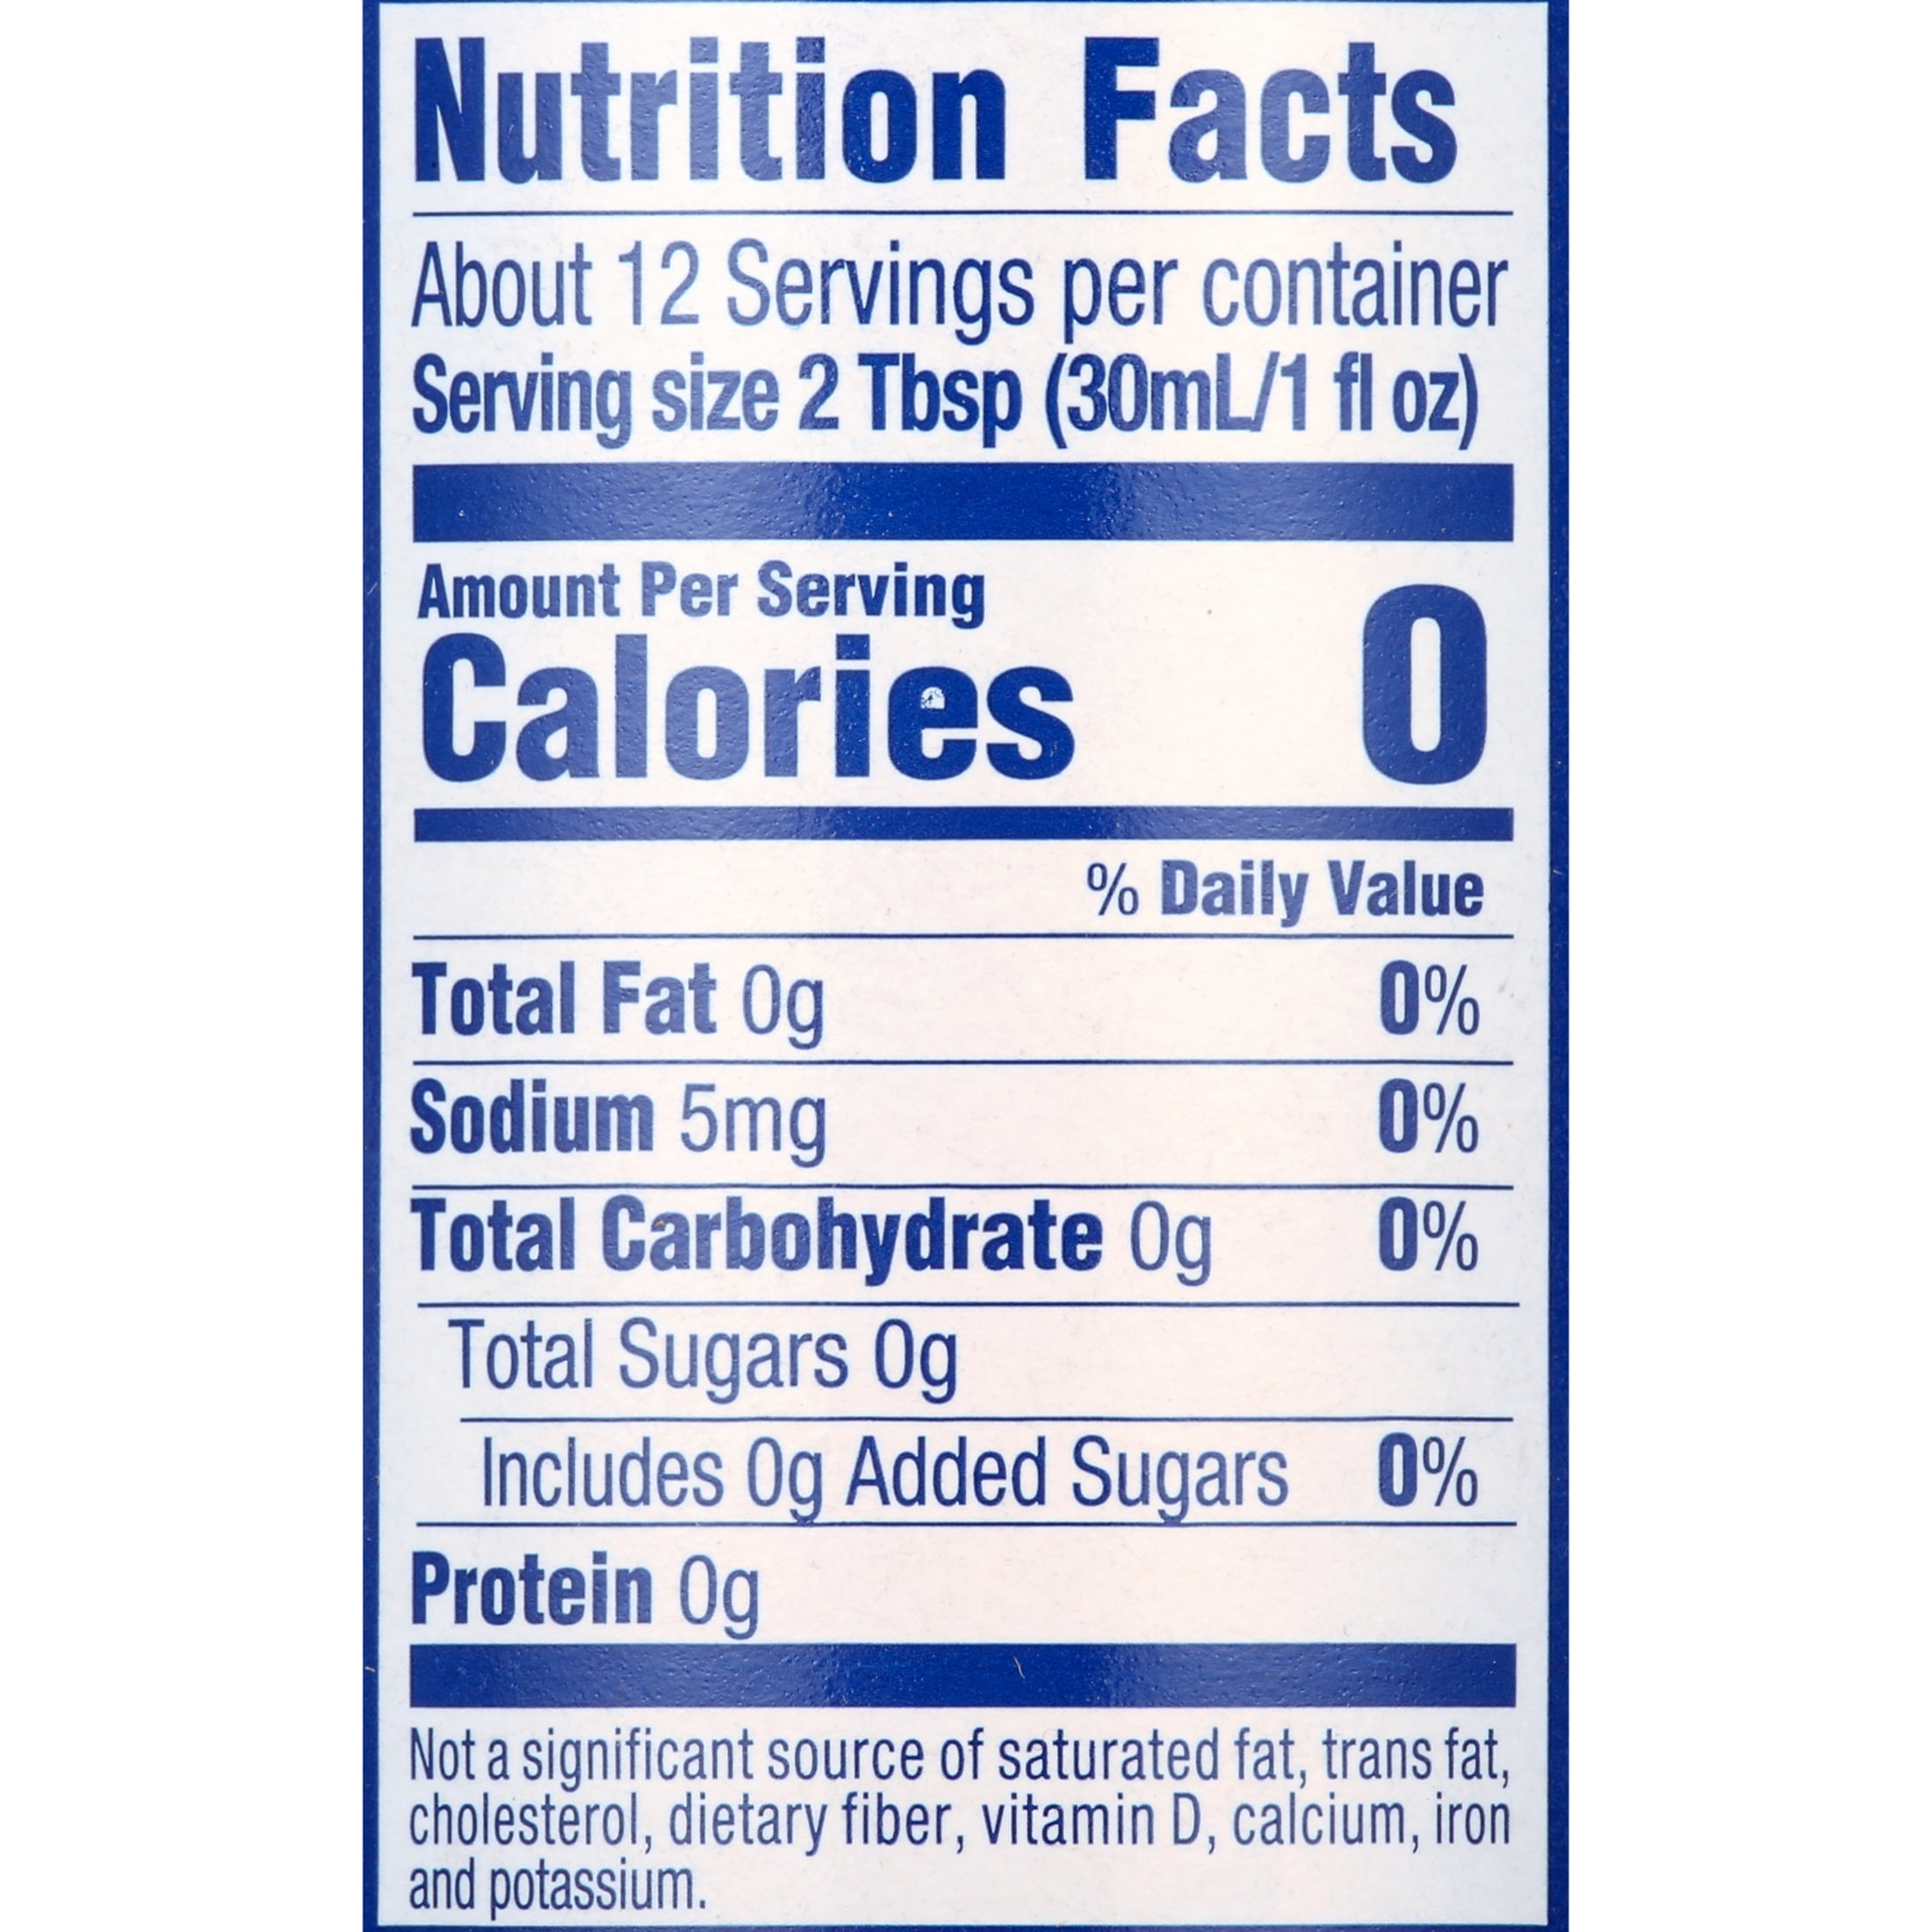 Nutrition Facts
About 12 Servings per container
Serving size 2 Tbsp (30mL/1 fl oz)
Amount Per Serving
Calories 0
% Daily Value
Total Fat 0g 0%
Sodium 5mg 0%
Total Carbohydrate 0g 0%
Total Sugars 0g
Includes 0g Added Sugars 0%
Protein 0g
Not a significant source of saturated fat, trans fat,
cholesterol, dietary fiber, vitamin D, calcium, iron
and potassium.